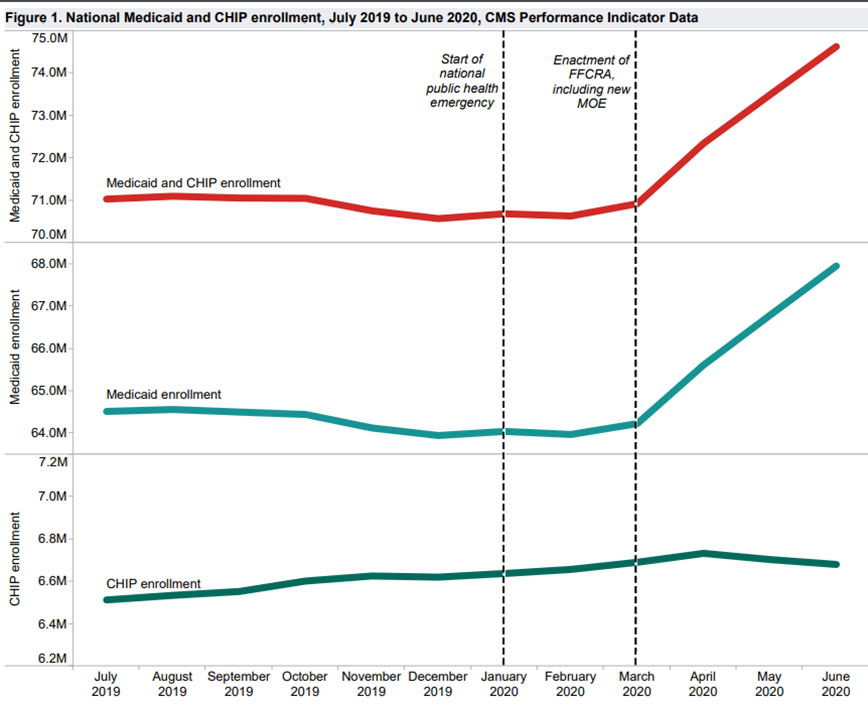 Figure 1. National Medicaid and CHIP enrollment, July 2019 to June 2020, CMS Performance Indicator Data
Medicaid and CHIP enrollment
75.0M
74.0M
73.0M
72.0M
71.0M
70.0M
Start of
national
public health
emergency
Enactment of
FFCRA,
including new
MOE
Medicaid and CHIP enrollment
Medicaid enrollment
68.0M
67.0M
66.0M
65.0M
64.0M
Medicaid enrollment
CHIP enrollment
7.2M
7.0M
6.8M
6.6M
6.4M
6.2M
CHIP enrollment
July August September October November December January February March April May June
2019 2019 2019 2019 2019 2019 2020 2020 2020 2020 2020 2020